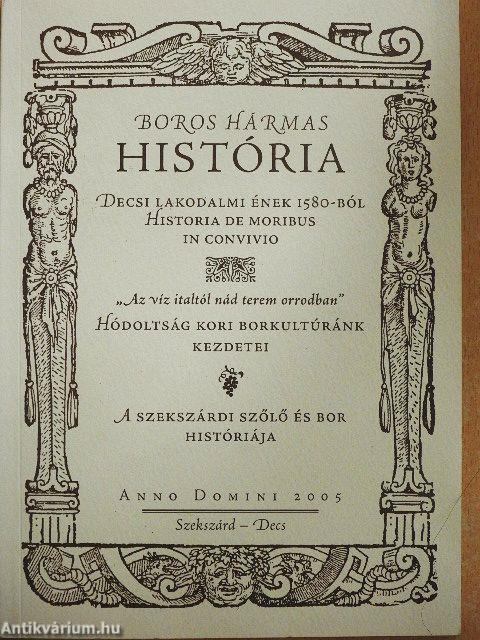 BOROS HÁRMAS
HISTÓRIA
DECSI LAKODALMI ÉNEK 1580-BÓL
HISTORIA DE MORIBUS
IN CONVIVIO
„Az víz italtól nád terem orrodban”
HÓDOLTSÁG KORI BORKULTÚRÁNK
KEZDETEI
A SZEKSZÁRDI SZŐLŐ ÉS BOR
HISTÓRIÁJA
ANNO DOMINI 2005
Szekszárd – Decs
Antikvárium.hu